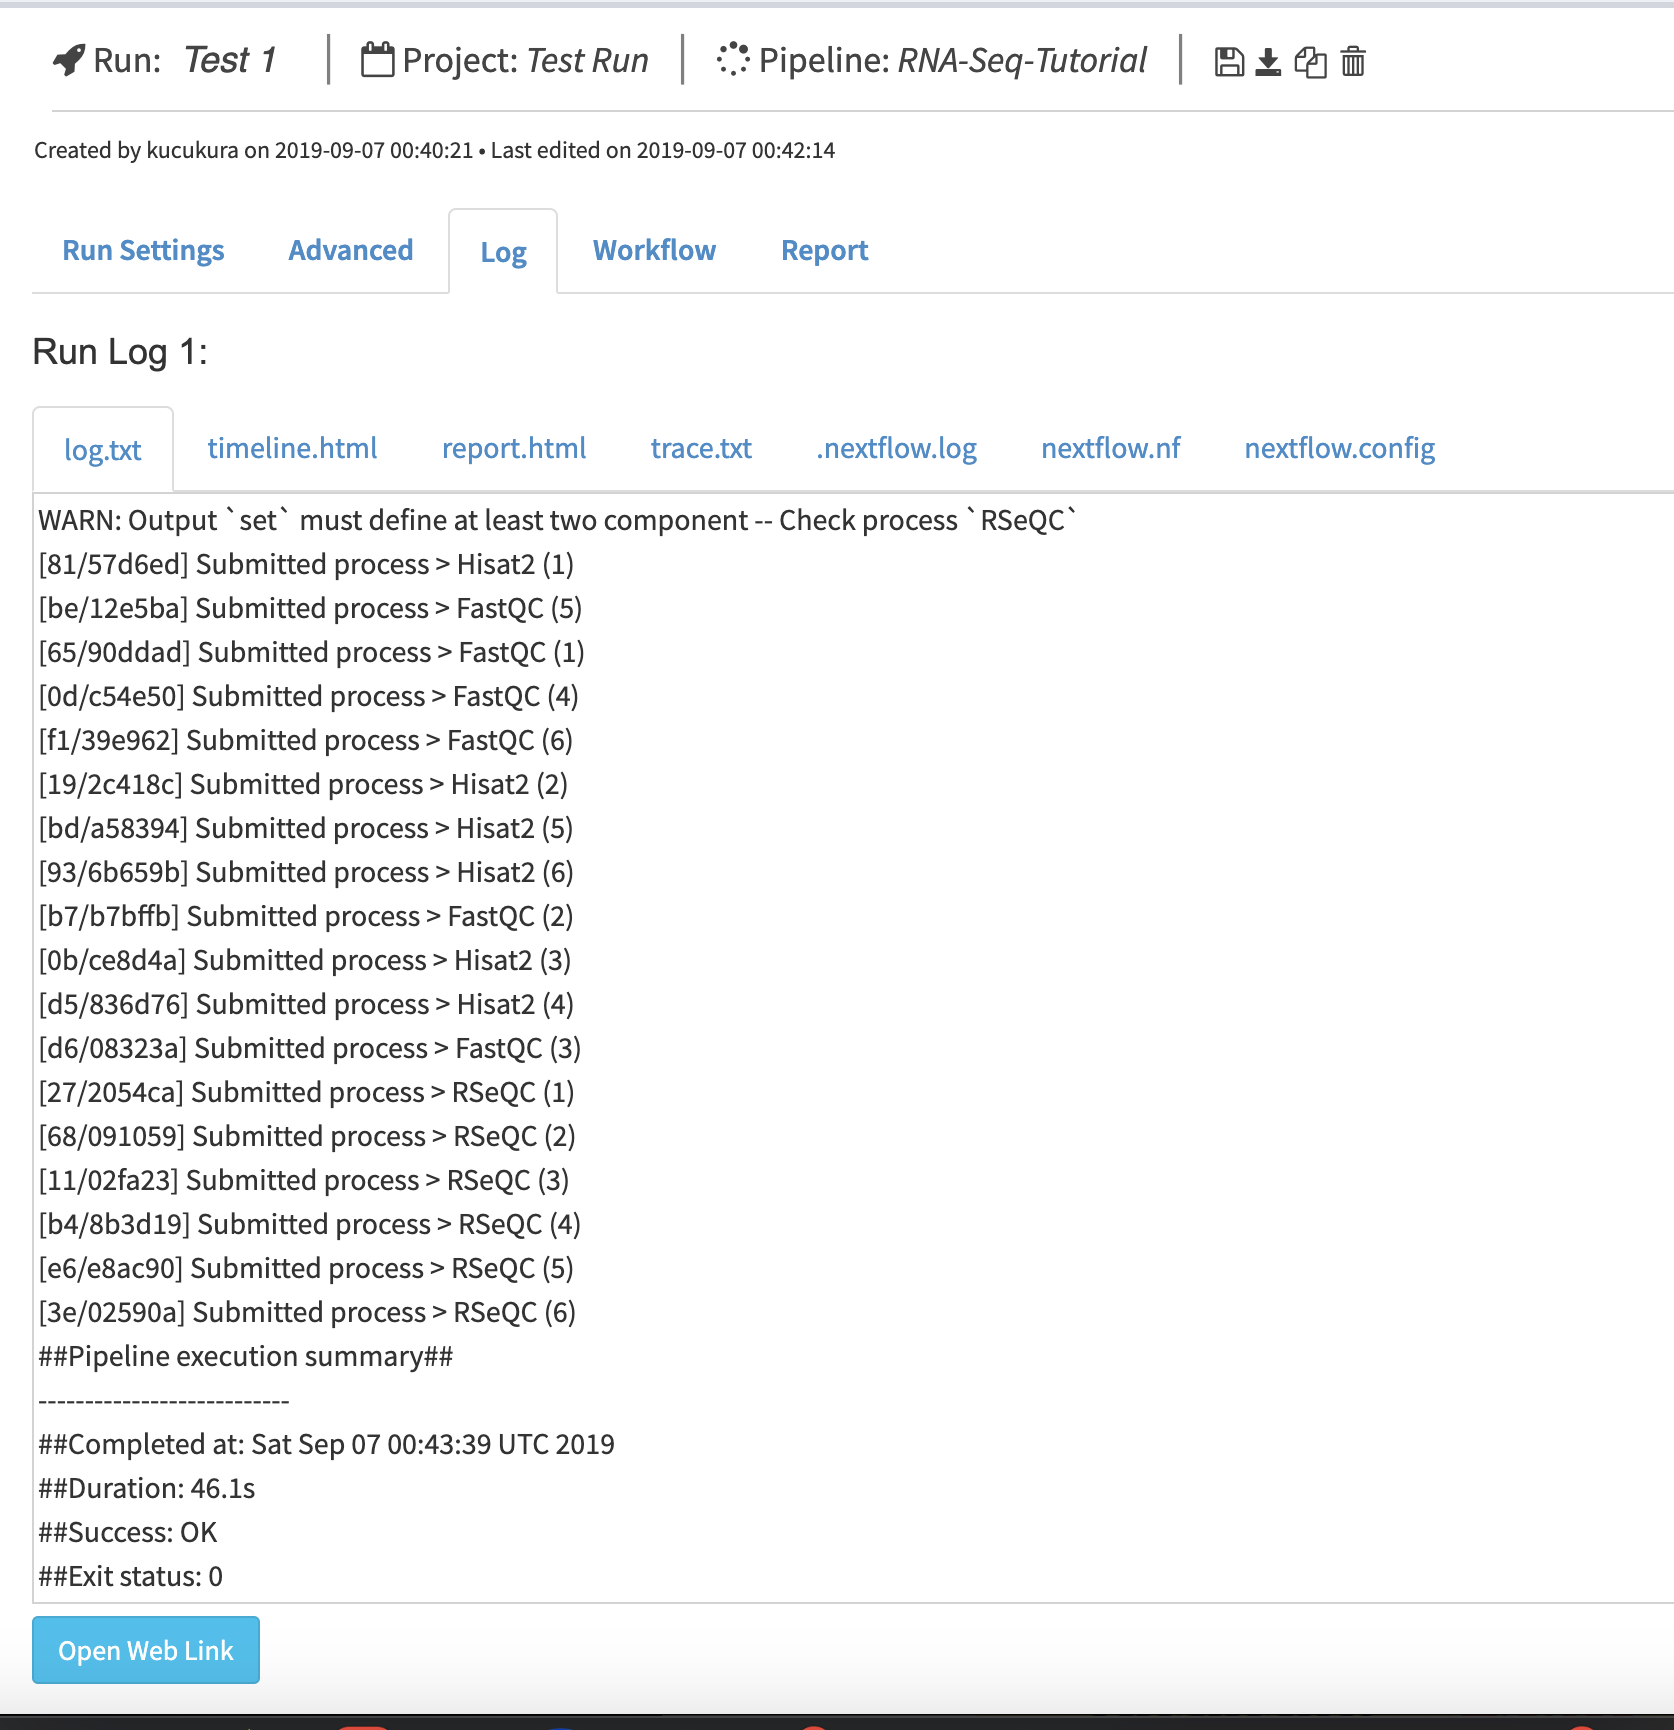 Run: Test 1 | Project: Test Run | Pipeline: RNA-Seq-Tutorial |
Created by kucukura on 2019-09-07 00:40:21 • Last edited on 2019-09-07 00:42:14
Run Settings Advanced Log Workflow Report
Run Log 1:
log.txt timeline.html report.html trace.txt .nextflow.log nextflow.nf nextflow.config
WARN: Output `set` must define at least two component -- Check process `RSeQC`
[81/57d6ed] Submitted process > Hisat2 (1)
[be/12e5ba] Submitted process > FastQC (5)
[65/90ddad] Submitted process > FastQC (1)
[0d/c54e50] Submitted process > FastQC (4)
[f1/39e962] Submitted process > FastQC (6)
[19/2c418c] Submitted process > Hisat2 (2)
[bd/a58394] Submitted process > Hisat2 (5)
[93/6b659b] Submitted process > Hisat2 (6)
[b7/b7bffb] Submitted process > FastQC (2)
[0b/ce8d4a] Submitted process > Hisat2 (3)
[d5/836d76] Submitted process > Hisat2 (4)
[d6/08323a] Submitted process > FastQC (3)
[27/2054ca] Submitted process > RSeQC (1)
[68/091059] Submitted process > RSeQC (2)
[11/02fa23] Submitted process > RSeQC (3)
[b4/8b3d19] Submitted process > RSeQC (4)
[e6/e8ac90] Submitted process > RSeQC (5)
[3e/02590a] Submitted process > RSeQC (6)
##Pipeline execution summary##
---------------------------
##Completed at: Sat Sep 07 00:43:39 UTC 2019
##Duration: 46.1s
##Success: OK
##Exit status: 0
Open Web Link